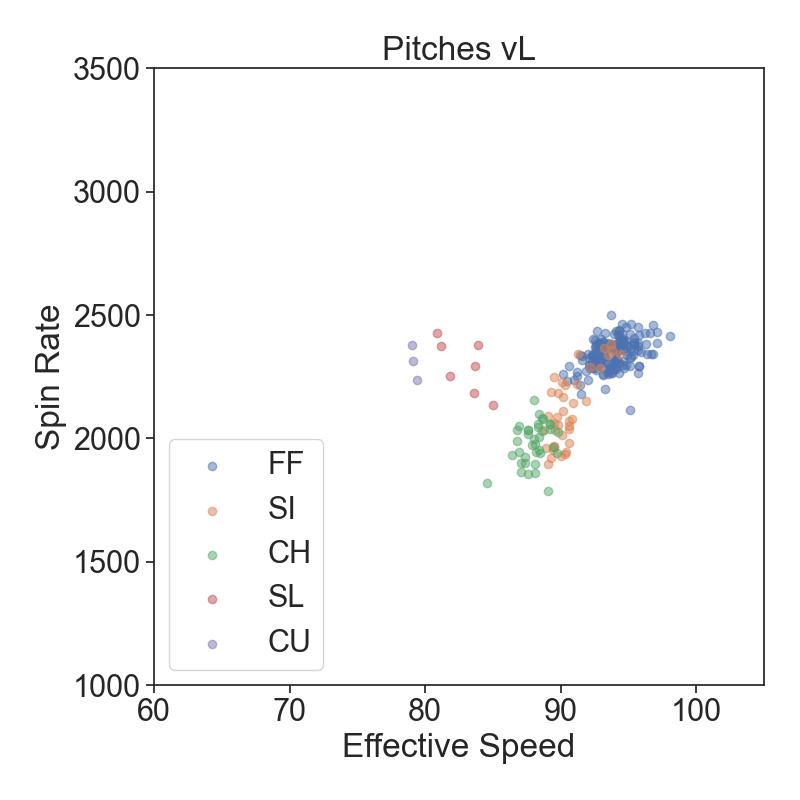 Pitches vL
3500
3000
2500
2000
1500
1000
Spin Rate
FF
SI
CH
SL
CU
60 70 80 90 100
Effective Speed